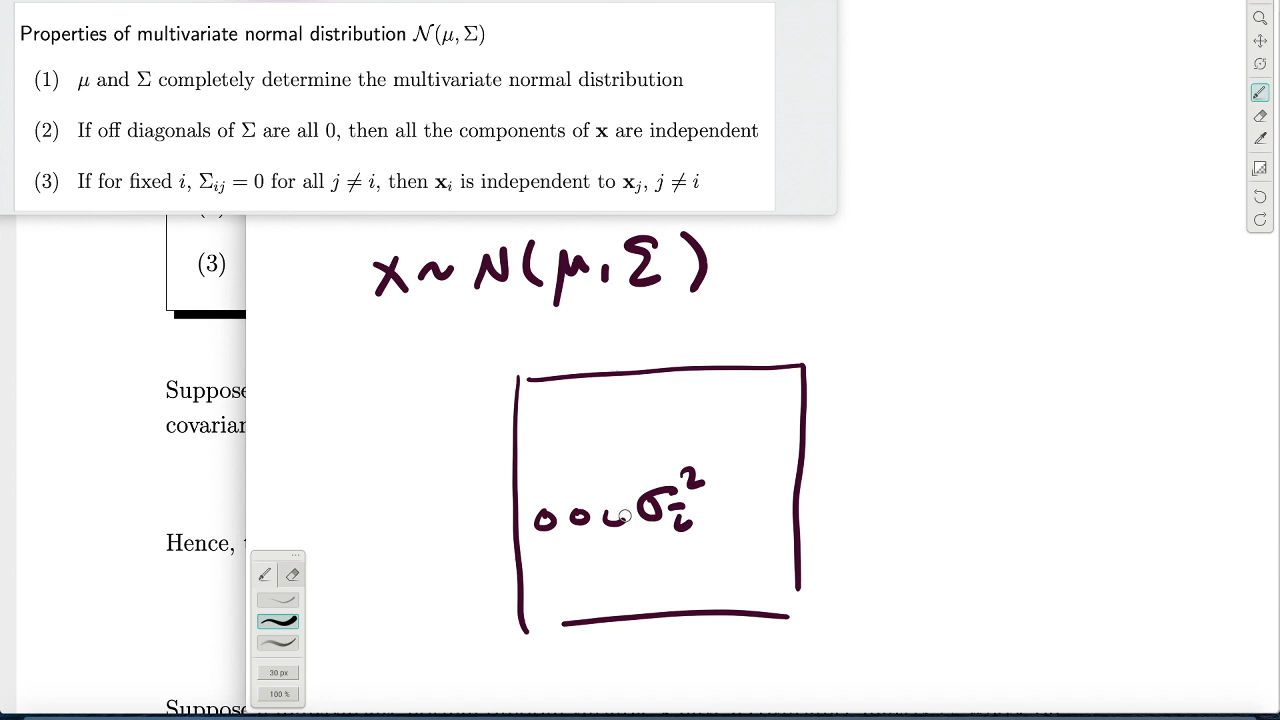 Properties of multivariate normal distribution 𝒩(μ, Σ)
(1) μ and Σ completely determine the multivariate normal distribution
(2) If off diagonals of Σ are all 0, then all the components of x are independent
(3) If for fixed i, Σᵢⱼ = 0 for all j ≠ i, then xᵢ is independent to xⱼ, j ≠ i
(3)
x ~ N(μ, Σ)
Suppose
covarian
0 0 0 σᵢ²
Hence,
30 px
100 %
Suppose